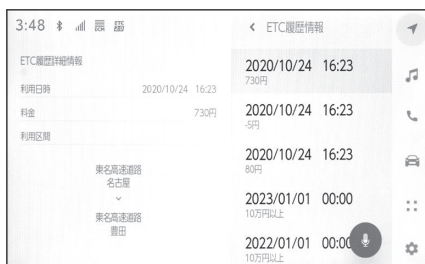 3:48
ETC履歴詳細情報
利用日時 2020/10/24 16:23
料金 730円
利用区間
東名高速道路
名古屋
東名高速道路
豊田
ETC履歴情報
2020/10/24 16:23
730円
2020/10/24 16:23
-5円
2020/10/24 16:23
80円
2023/01/01 00:00
10万円以上
2022/01/01 00:00
10万円以上